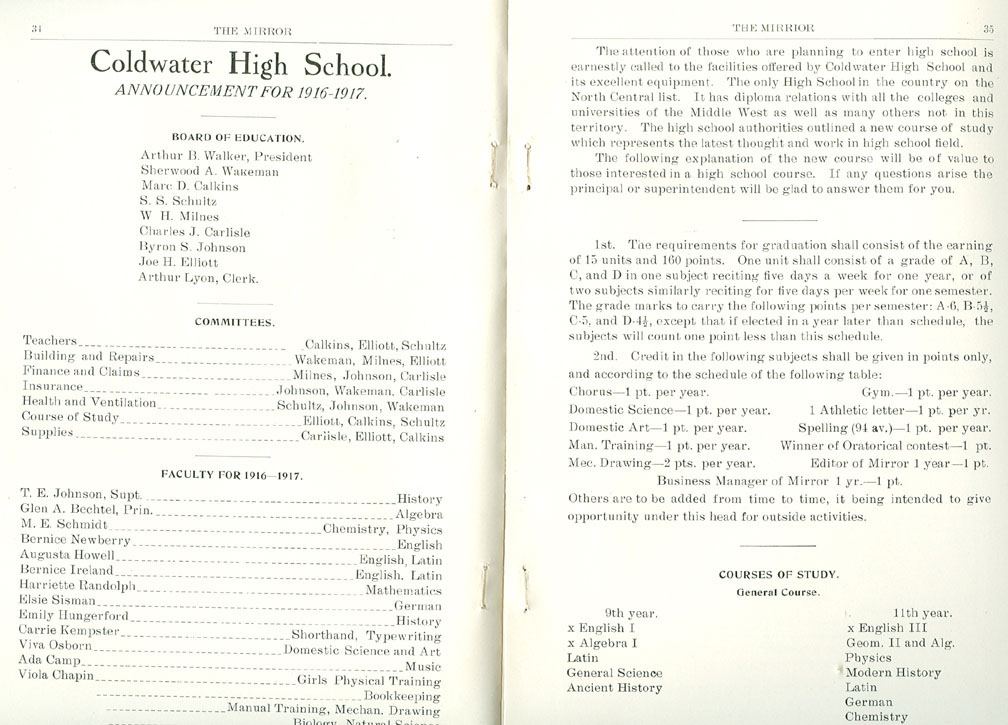 34
THE MIRROR
Coldwater High School.
ANNOUNCEMENT FOR 1916-1917.
BOARD OF EDUCATION.
Arthur B. Walker, President
Sherwood A. Wakeman
Marc D. Calkins
S. S. Schultz
W H. Milnes
Charles J. Carlisle
Byron S. Johnson
Joe H. Elliott
Arthur Lyon, Clerk.
COMMITTEES.
Teachers Calkins, Elliott, Schultz
Building and Repairs Wakeman, Milnes, Elliott
Finance and Claims Milnes, Johnson, Carlisle
Insurance Johnson, Wakeman, Carlisle
Health and Ventilation Schultz, Johnson, Wakeman
Course of Study Elliott, Calkins, Schultz
Supplies Carlisle, Elliott, Calkins
FACULTY FOR 1916-1917.
T. E. Johnson, Supt. History
Glen A. Bechtel, Prin. Algebra
M. E. Schmidt Chemistry, Physics
Bernice Newberry English
Augusta Howell English, Latin
Bernice Ireland English, Latin
Harriette Randolph Mathematics
Elsie Sisman German
Emily Hungerford History
Carrie Kempster Shorthand, Typewriting
Viva Osborn Domestic Science and Art
Ada Camp Music
Viola Chapin Girls Physical Training
Bookkeeping
Manual Training, Mechan. Drawing
Biology, Natural Science
THE MIRRIOR
35
The attention of those who are planning to enter high school is
earnestly called to the facilities offered by Coldwater High School and
its excellent equipment. The only High School in the country on the
North Central list. It has diploma relations with all the colleges and
universities of the Middle West as well as many others not in this
territory. The high school authorities outlined a new course of study
which represents the latest thought and work in high school field.
The following explanation of the new course will be of value to
those interested in a high school course. If any questions arise the
principal or superintendent will be glad to answer them for you.
1st. The requirements for graduation shall consist of the earning
of 15 units and 160 points. One unit shall consist of a grade of A, B,
C, and D in one subject reciting five days a week for one year, or of
two subjects similarly reciting for five days per week for one semester.
The grade marks to carry the following points per semester: A-6, B-5½,
C-5, and D-4½, except that if elected in a year later than schedule, the
subjects will count one point less than this schedule.
2nd. Credit in the following subjects shall be given in points only,
and according to the schedule of the following table:
Chorus—1 pt. per year. Gym.—1 pt. per year.
Domestic Science—1 pt. per year. 1 Athletic letter—1 pt. per yr.
Domestic Art—1 pt. per year. Spelling (94 av.)—1 pt. per year.
Man. Training—1 pt. per year. Winner of Oratorical contest—1 pt.
Mec. Drawing—2 pts. per year. Editor of Mirror 1 year—1 pt.
Business Manager of Mirror 1 yr.—1 pt.
Others are to be added from time to time, it being intended to give
opportunity under this head for outside activities.
COURSES OF STUDY.
General Course.
9th year.
x English I
x Algebra I
Latin
General Science
Ancient History
11th year.
x English III
Geom. II and Alg.
Physics
Modern History
Latin
German
Chemistry